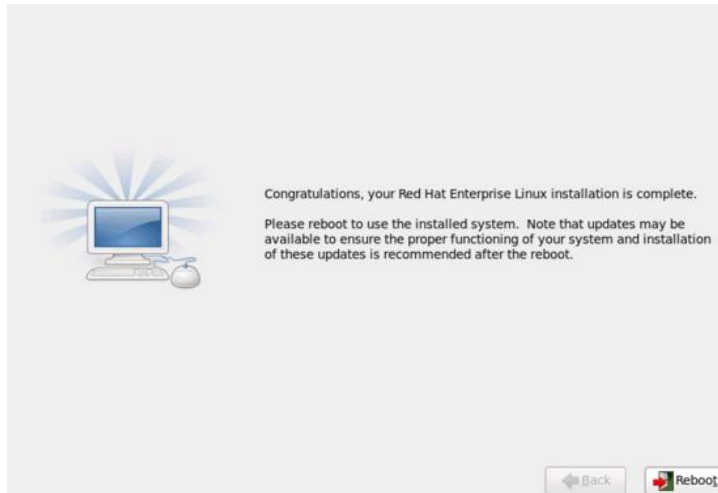 Congratulations, your Red Hat Enterprise Linux installation is complete.
Please reboot to use the installed system. Note that updates may be
available to ensure the proper functioning of your system and installation
of these updates is recommended after the reboot.
Back
Reboot